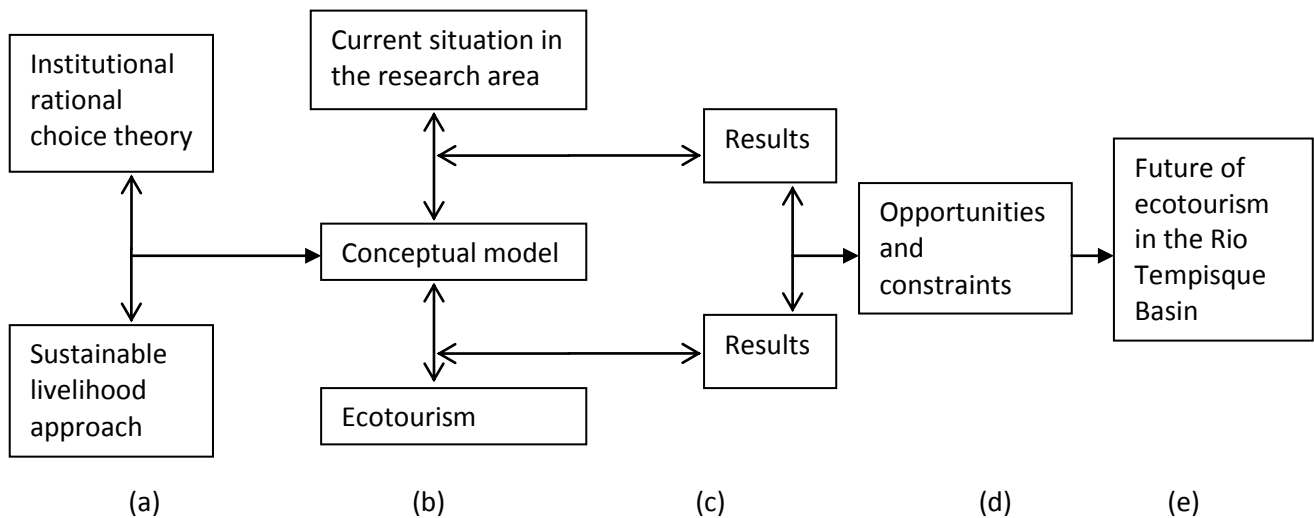 Institutional
rational
choice theory
Sustainable
livelihood
approach
Current situation in
the research area
Conceptual model
Ecotourism
Results
Results
Opportunities
and
constraints
Future of
ecotourism
in the Rio
Tempisque
Basin
(a)
(b)
(c)
(d)
(e)